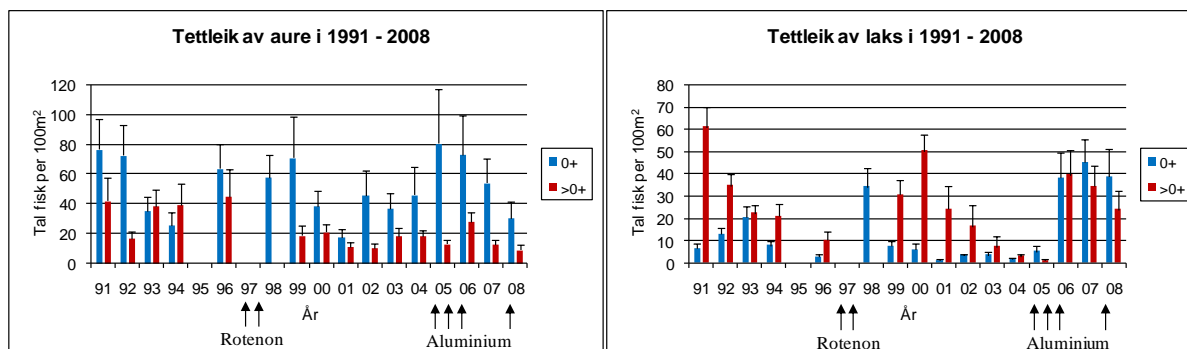 Tettleik av aure i 1991 - 2008
Tal fisk per 100m²
120
100
80
60
40
20
0
91 92 93 94 95 96 97 98 99 00 01 02 03 04 05 06 07 08
År
0+
>0+
Rotenon
Aluminium
Tettleik av laks i 1991 - 2008
Tal fisk per 100m²
80
70
60
50
40
30
20
10
0
91 92 93 94 95 96 97 98 99 00 01 02 03 04 05 06 07 08
År
0+
>0+
Rotenon
Aluminium